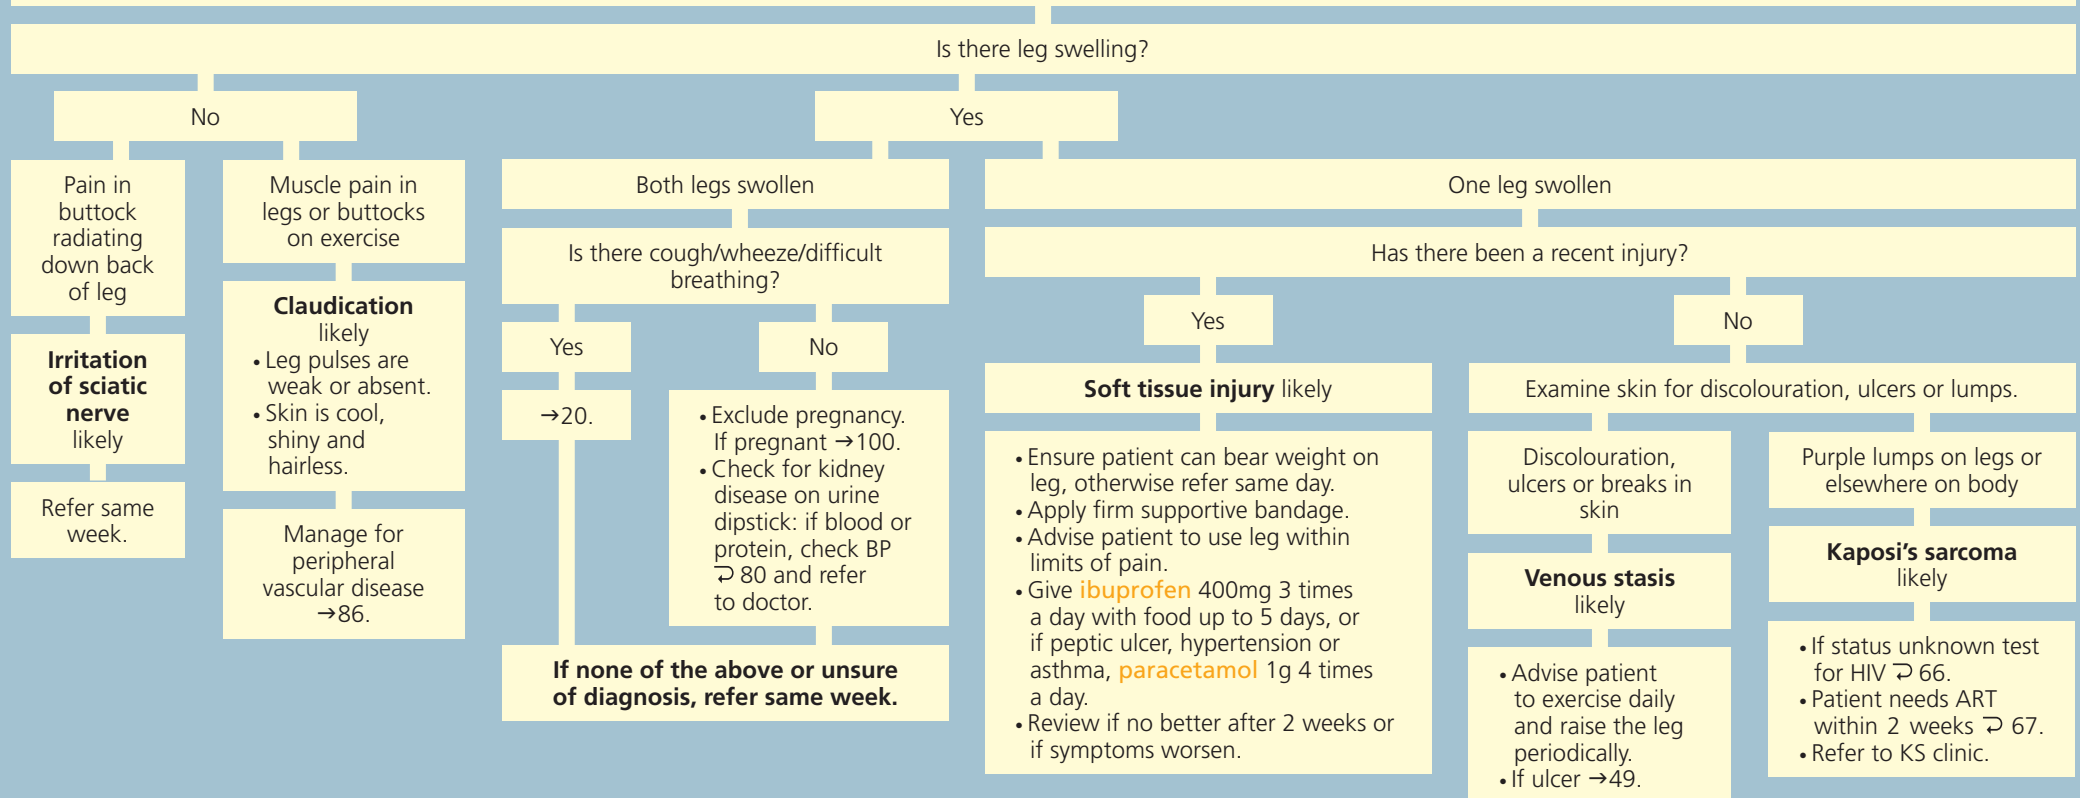 Is there leg swelling?
No
Yes
Pain in
buttock
radiating
down back
of leg
Irritation
of sciatic
nerve
likely
Refer same
week.
Muscle pain in
legs or buttocks
on exercise
Claudication
likely
• Leg pulses are
weak or absent.
• Skin is cool,
shiny and
hairless.
Manage for
peripheral
vascular disease
→86.
Both legs swollen
Is there cough/wheeze/difficult
breathing?
Yes
→20.
No
• Exclude pregnancy.
If pregnant →100.
• Check for kidney
disease on urine
dipstick: if blood or
protein, check BP
⮌ 80 and refer
to doctor.
If none of the above or unsure
of diagnosis, refer same week.
One leg swollen
Has there been a recent injury?
Yes
Soft tissue injury likely
• Ensure patient can bear weight on
leg, otherwise refer same day.
• Apply firm supportive bandage.
• Advise patient to use leg within
limits of pain.
• Give ibuprofen 400mg 3 times
a day with food up to 5 days, or
if peptic ulcer, hypertension or
asthma, paracetamol 1g 4 times
a day.
• Review if no better after 2 weeks or
if symptoms worsen.
No
Examine skin for discolouration, ulcers or lumps.
Discolouration,
ulcers or breaks in
skin
Venous stasis
likely
• Advise patient
to exercise daily
and raise the leg
periodically.
• If ulcer →49.
Purple lumps on legs or
elsewhere on body
Kaposi's sarcoma
likely
• If status unknown test
for HIV ⮌ 66.
• Patient needs ART
within 2 weeks ⮌ 67.
• Refer to KS clinic.